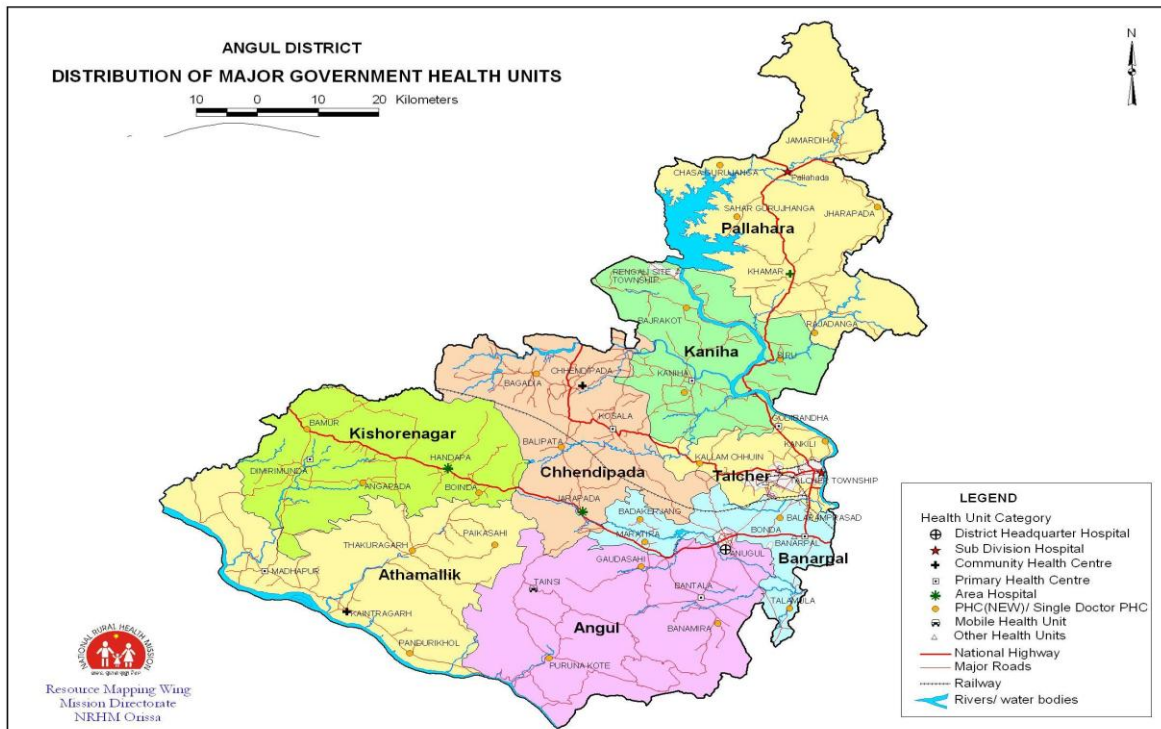 ANGUL DISTRICT
DISTRIBUTION OF MAJOR GOVERNMENT HEALTH UNITS
10 0 10 20 Kilometers
N
JAMARDIHA
CHASA GURUJANGA
Pallahada
SAHAR GURUJHANGA
JHARAPADA
Pallahara
KHAMAR
RENGALI SITE
TOWNSHIP
BAJRAKOT
RAJADANGA
Kaniha
CHHENDIPADA
BAGADIA
KANIHA
KOSALA
KANKILI
BAMUR
Kishorenagar
BALIPATA
KALLAM CHHUIN
HANDAPA
Chhendipada
Talcher
DIMIRIMUNDA
TALCHER TOWNSHIP
ANGAPADA
BOINDA
JARAPADA
BADAKERJANG
BALARAMPRASAD
BONDA
MARATIRA
BANARPAL
THAKURAGARH
PAIKASAHI
ANUGUL
Banarpal
GAUDASAHI
MADHAPUR
Athamallik
TAINSI
BANTALA
TALAMULA
KAINTRAGARH
Angul
BANAMIRA
PANDURIKHOL
PURUNA KOTE
LEGEND
Health Unit Category
District Headquarter Hospital
Sub Division Hospital
Community Health Centre
Primary Health Centre
Area Hospital
PHC(NEW)/ Single Doctor PHC
Mobile Health Unit
Other Health Units
National Highway
Major Roads
Railway
Rivers/ water bodies
NATIONAL RURAL HEALTH MISSION
Resource Mapping Wing
Mission Directorate
NRHM Orissa